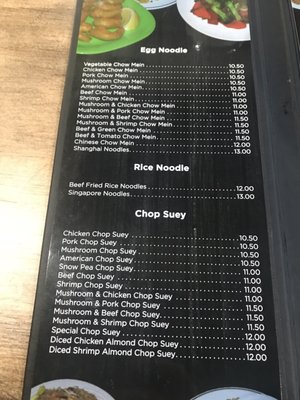 Egg Noodle
Vegetable Chow Mein 10.50
Chicken Chow Mein 10.50
Pork Chow Mein 10.50
Mushroom Chow Mein 10.50
American Chow Mein 10.50
Beef Chow Mein 11.00
Shrimp Chow Mein 11.00
Mushroom & Chicken Chow Mein 11.00
Mushroom & Pork Chow Mein 11.00
Mushroom & Beef Chow Mein 11.50
Mushroom & Shrimp Chow Mein 11.50
Beef & Green Chow Mein 11.50
Beef & Tomato Chow Mein 11.50
Chinese Chow Mein 12.00
Shanghai Noodles 13.00
Rice Noodle
Beef Fried Rice Noodles 12.00
Singapore Noodles 13.00
Chop Suey
Chicken Chop Suey 10.50
Pork Chop Suey 10.50
Mushroom Chop Suey 10.50
American Chop Suey 10.50
Snow Pea Chop Suey 11.00
Beef Chop Suey 11.00
Shrimp Chop Suey 11.00
Mushroom & Chicken Chop Suey 11.00
Mushroom & Pork Chop Suey 11.00
Mushroom & Beef Chop Suey 11.50
Mushroom & Shrimp Chop Suey 11.50
Special Chop Suey 12.00
Diced Chicken Almond Chop Suey 12.00
Diced Shrimp Almond Chop Suey 12.00